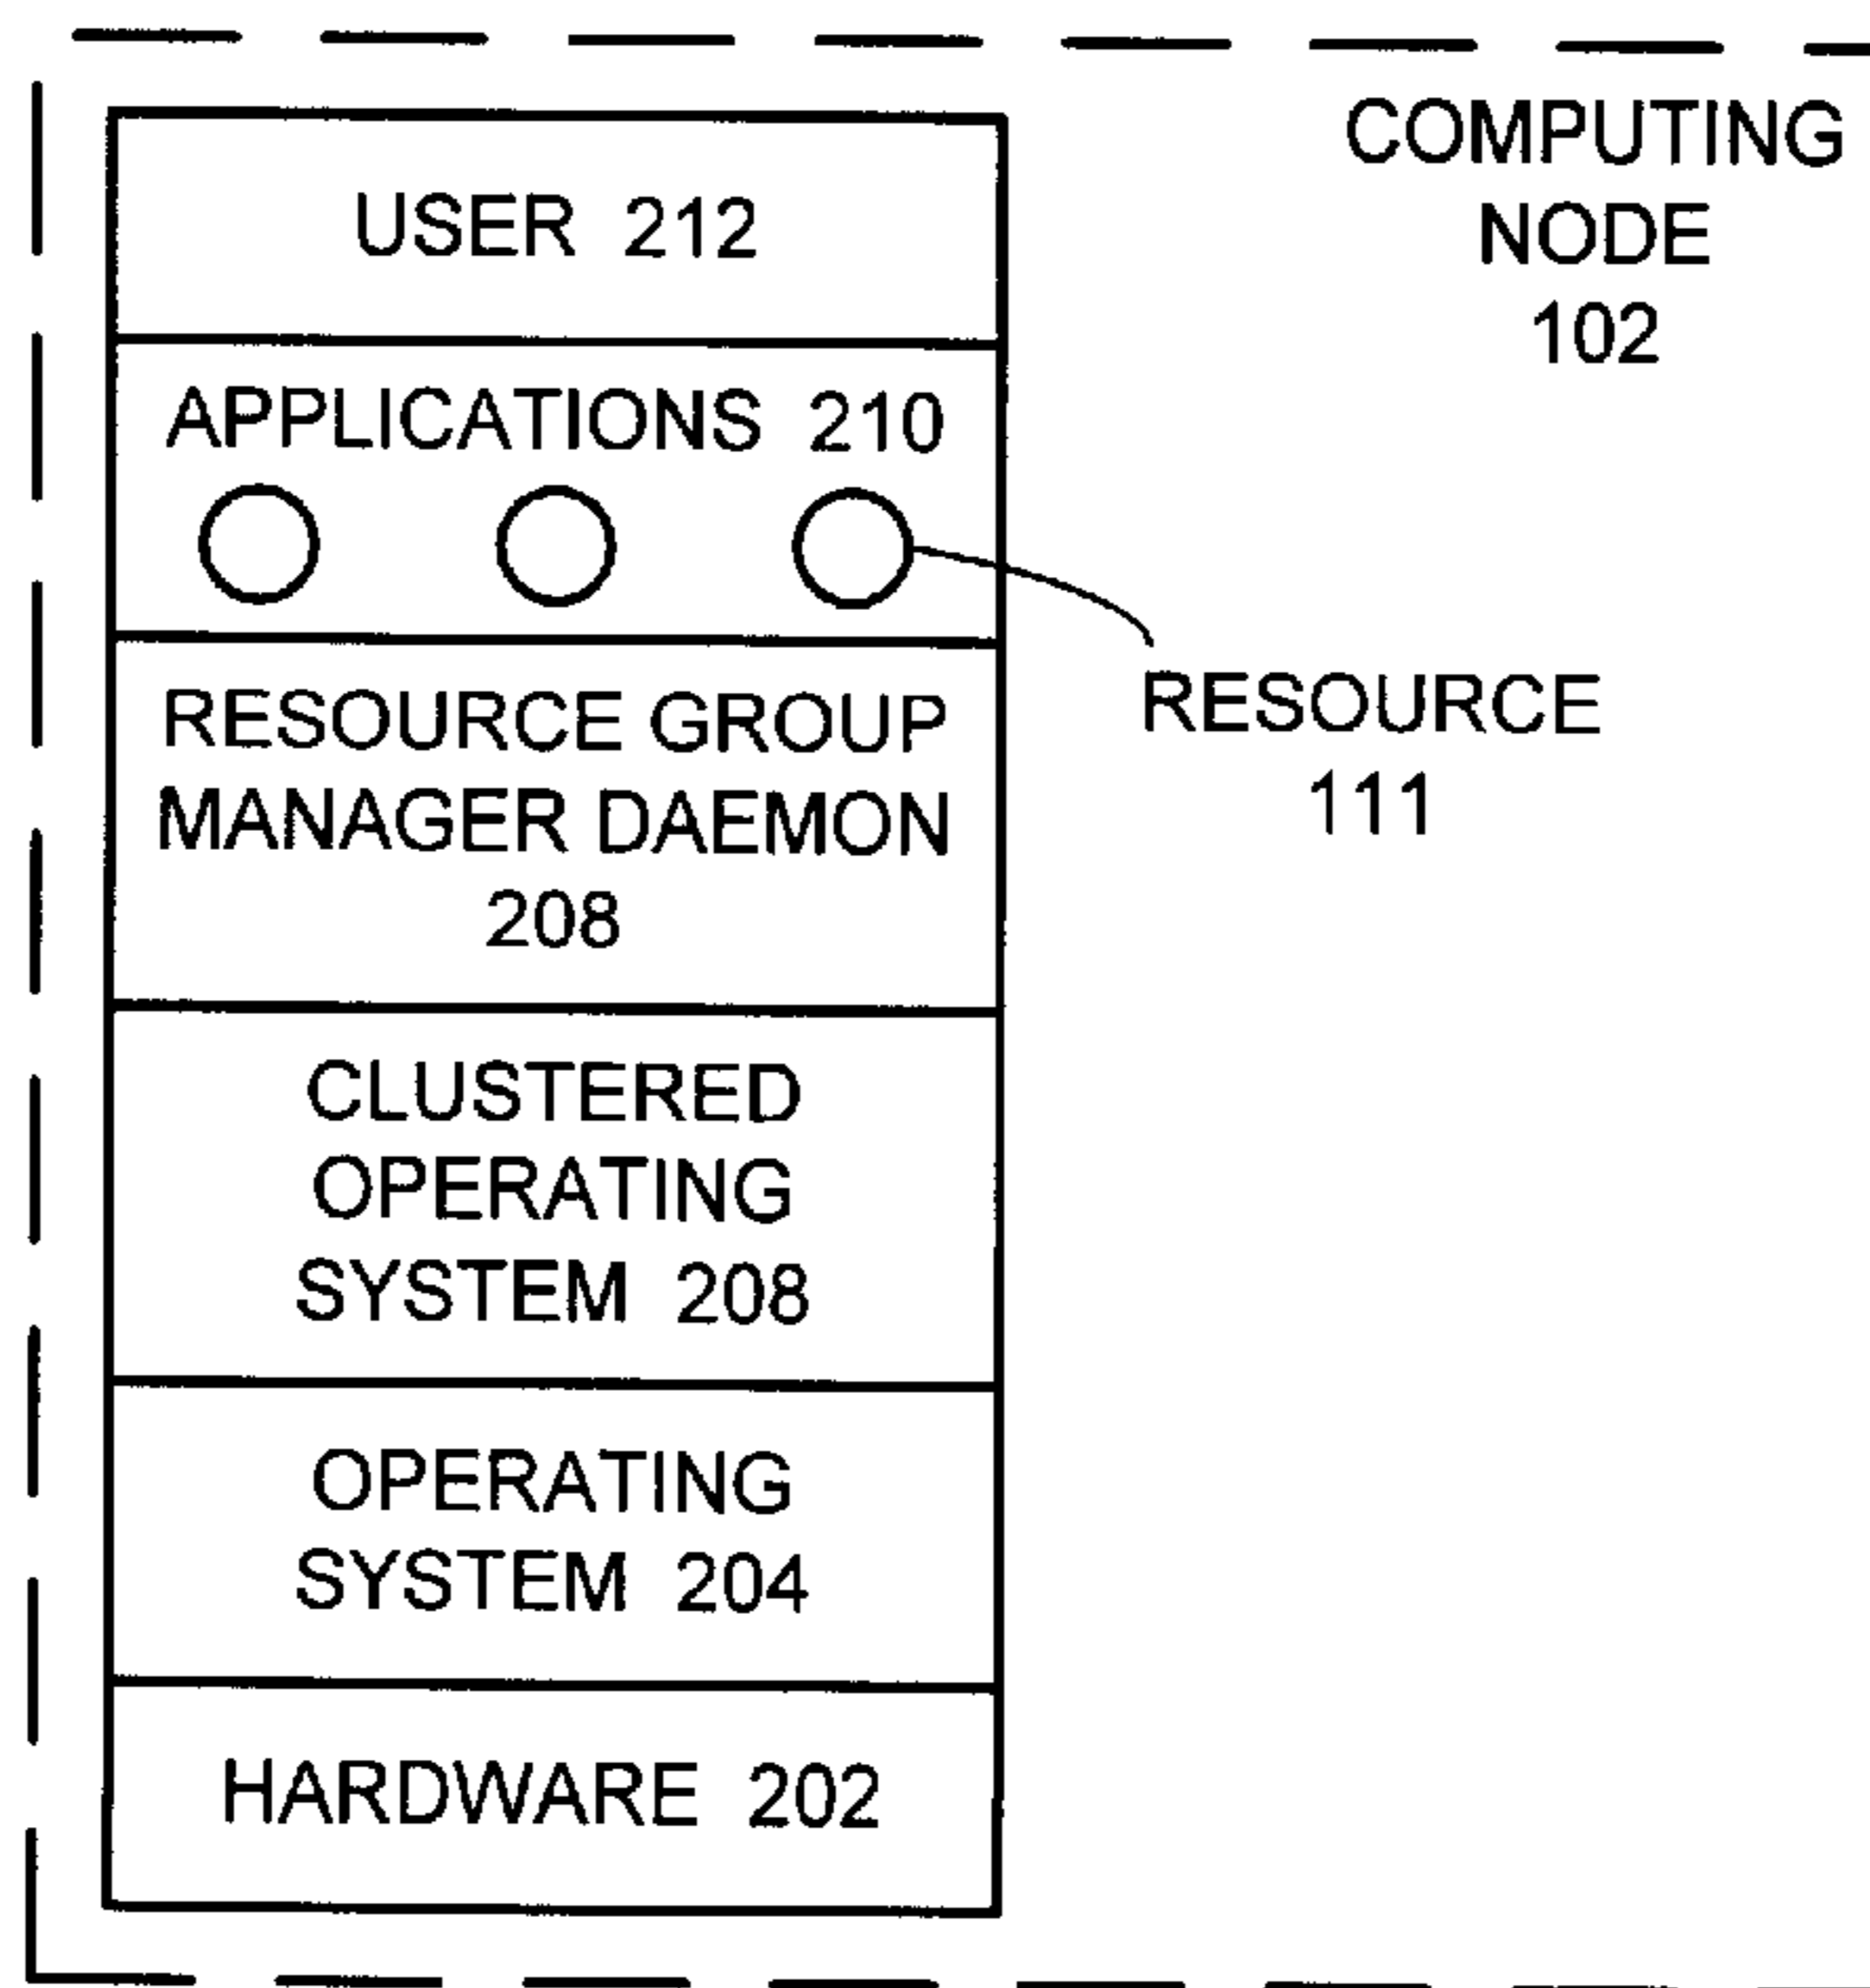 COMPUTING
NODE
102
USER 212
APPLICATIONS 210
RESOURCE
111
RESOURCE GROUP
MANAGER DAEMON
208
CLUSTERED
OPERATING
SYSTEM 208
OPERATING
SYSTEM 204
HARDWARE 202